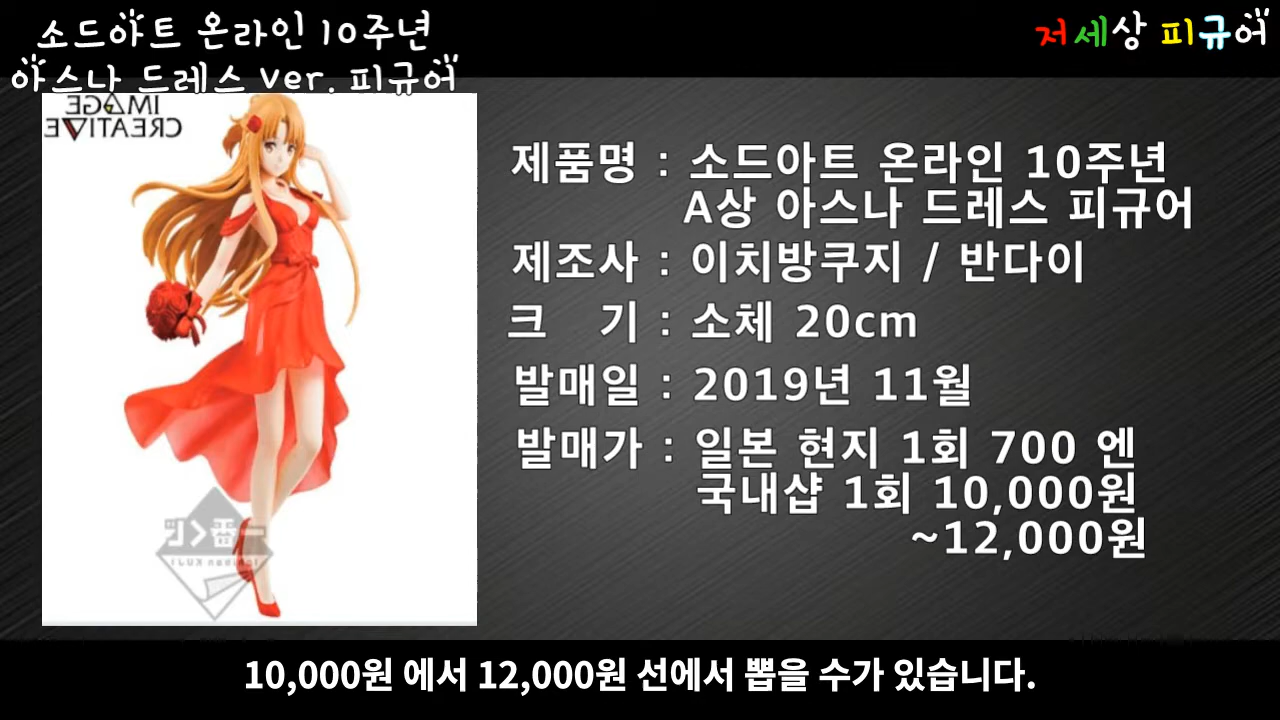 소드아트 온라인 10주년
아스나 드레스 ver. 피규어
저세상 피규어
IMAGE
CREATIVE
제품명 : 소드아트 온라인 10주년
A상 아스나 드레스 피규어
제조사 : 이치방쿠지 / 반다이
크 기 : 소체 20cm
발매일 : 2019년 11월
발매가 : 일본 현지 1회 700 엔
국내샵 1회 10,000원
~12,000원
一番くじ
ichiban KUJI
10,000원 에서 12,000원 선에서 뽑을 수가 있습니다.